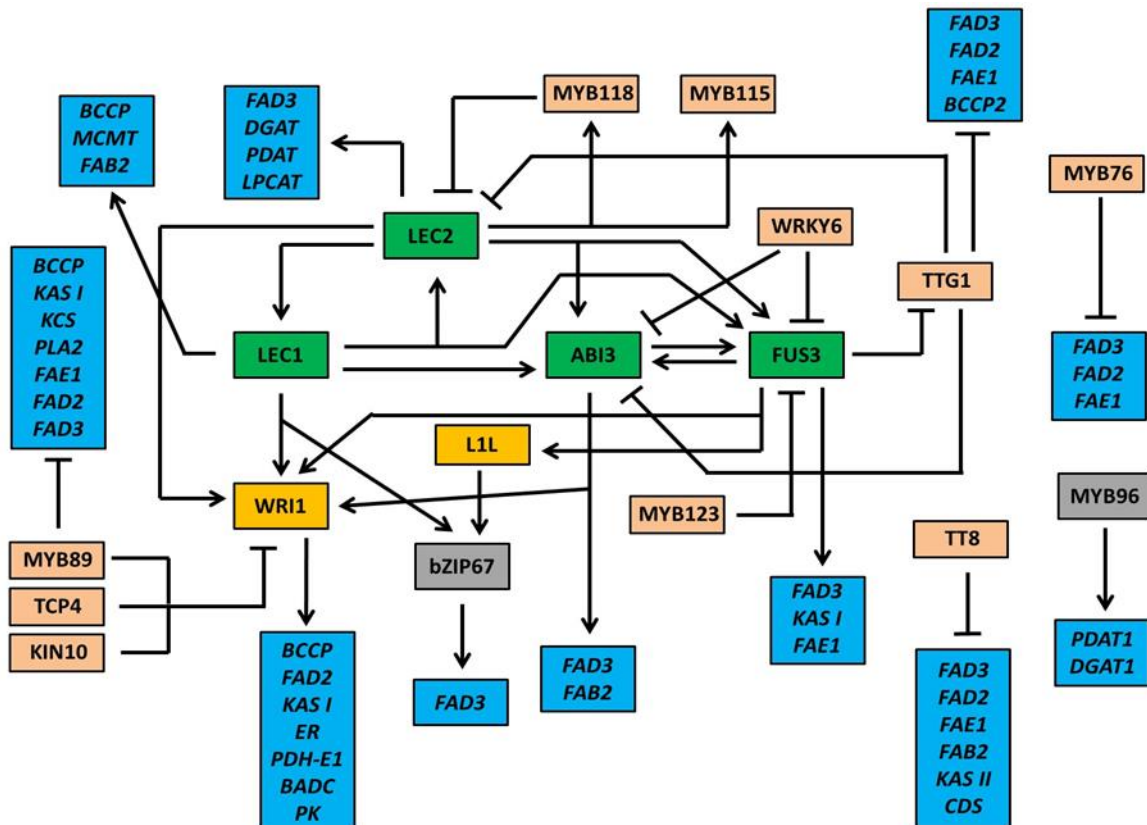 FAD3
FAD2
FAE1
BCCP2
FAD3
DGAT
PDAT
LPCAT
MYB118
MYB115
BCCP
MCMT
FAB2
MYB76
LEC2
WRKY6
TTG1
BCCP
KAS I
KCS
PLA2
FAE1
FAD2
FAD3
LEC1
ABI3
FUS3
FAD3
FAD2
FAE1
L1L
WRI1
MYB123
MYB96
TT8
MYB89
TCP4
KIN10
bZIP67
FAD3
KAS I
FAE1
PDAT1
DGAT1
BCCP
FAD2
KAS I
ER
PDH-E1
BADC
PK
FAD3
FAD3
FAB2
FAD3
FAD2
FAE1
FAB2
KAS II
CDS